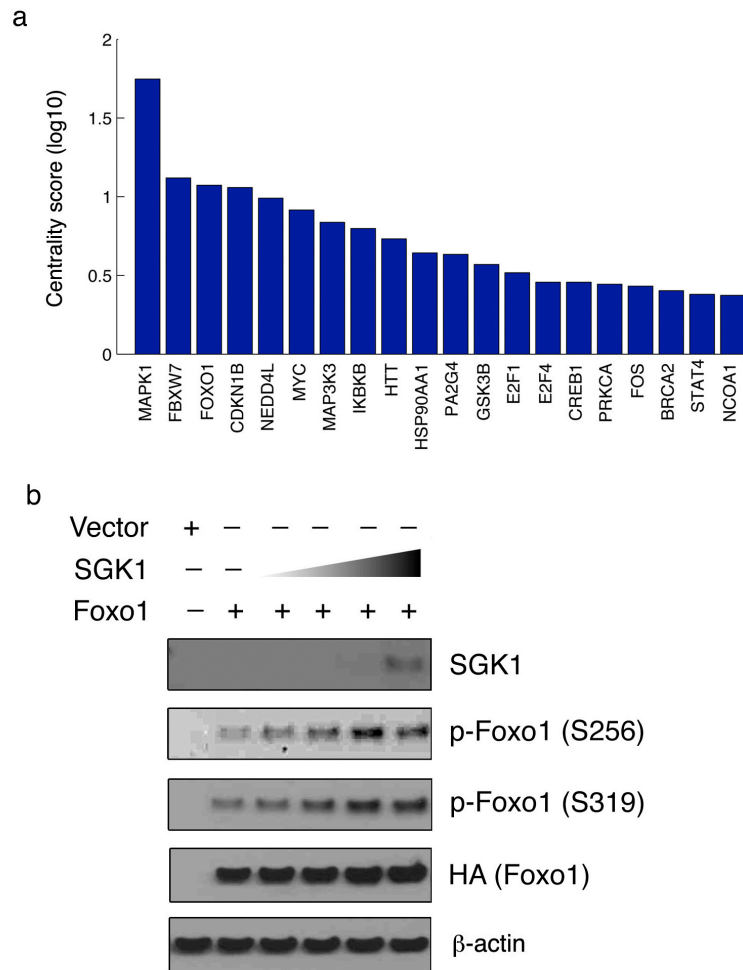 a
Centrality score (log10)
2
1.5
1
0.5
0
MAPK1
FBXW7
FOXO1
CDKN1B
NEDD4L
MYC
MAP3K3
IKBKB
HTT
HSP90AA1
PA2G4
GSK3B
E2F1
E2F4
CREB1
PRKCA
FOS
BRCA2
STAT4
NCOA1
b
Vector + – – – – –
SGK1 – –
Foxo1 – + + + + +
SGK1
p-Foxo1 (S256)
p-Foxo1 (S319)
HA (Foxo1)
β-actin